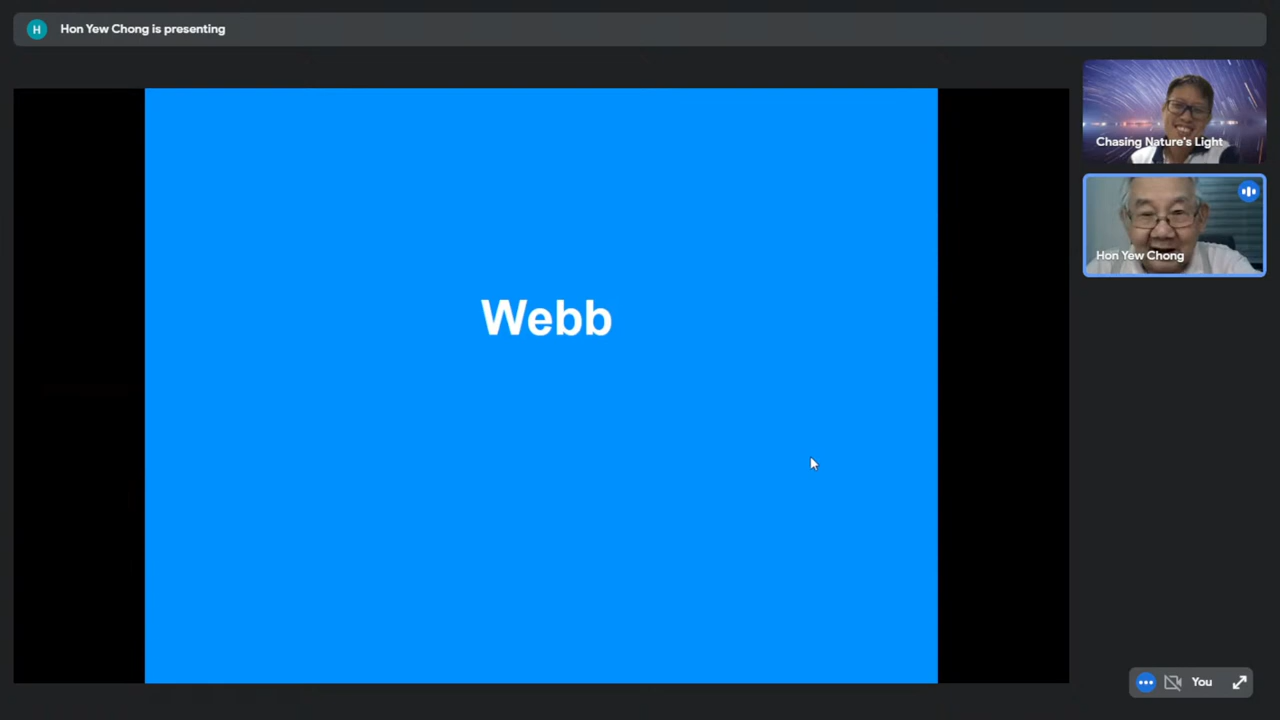 H Hon Yew Chong is presenting
Chasing Nature's Light
Hon Yew Chong
Webb
You